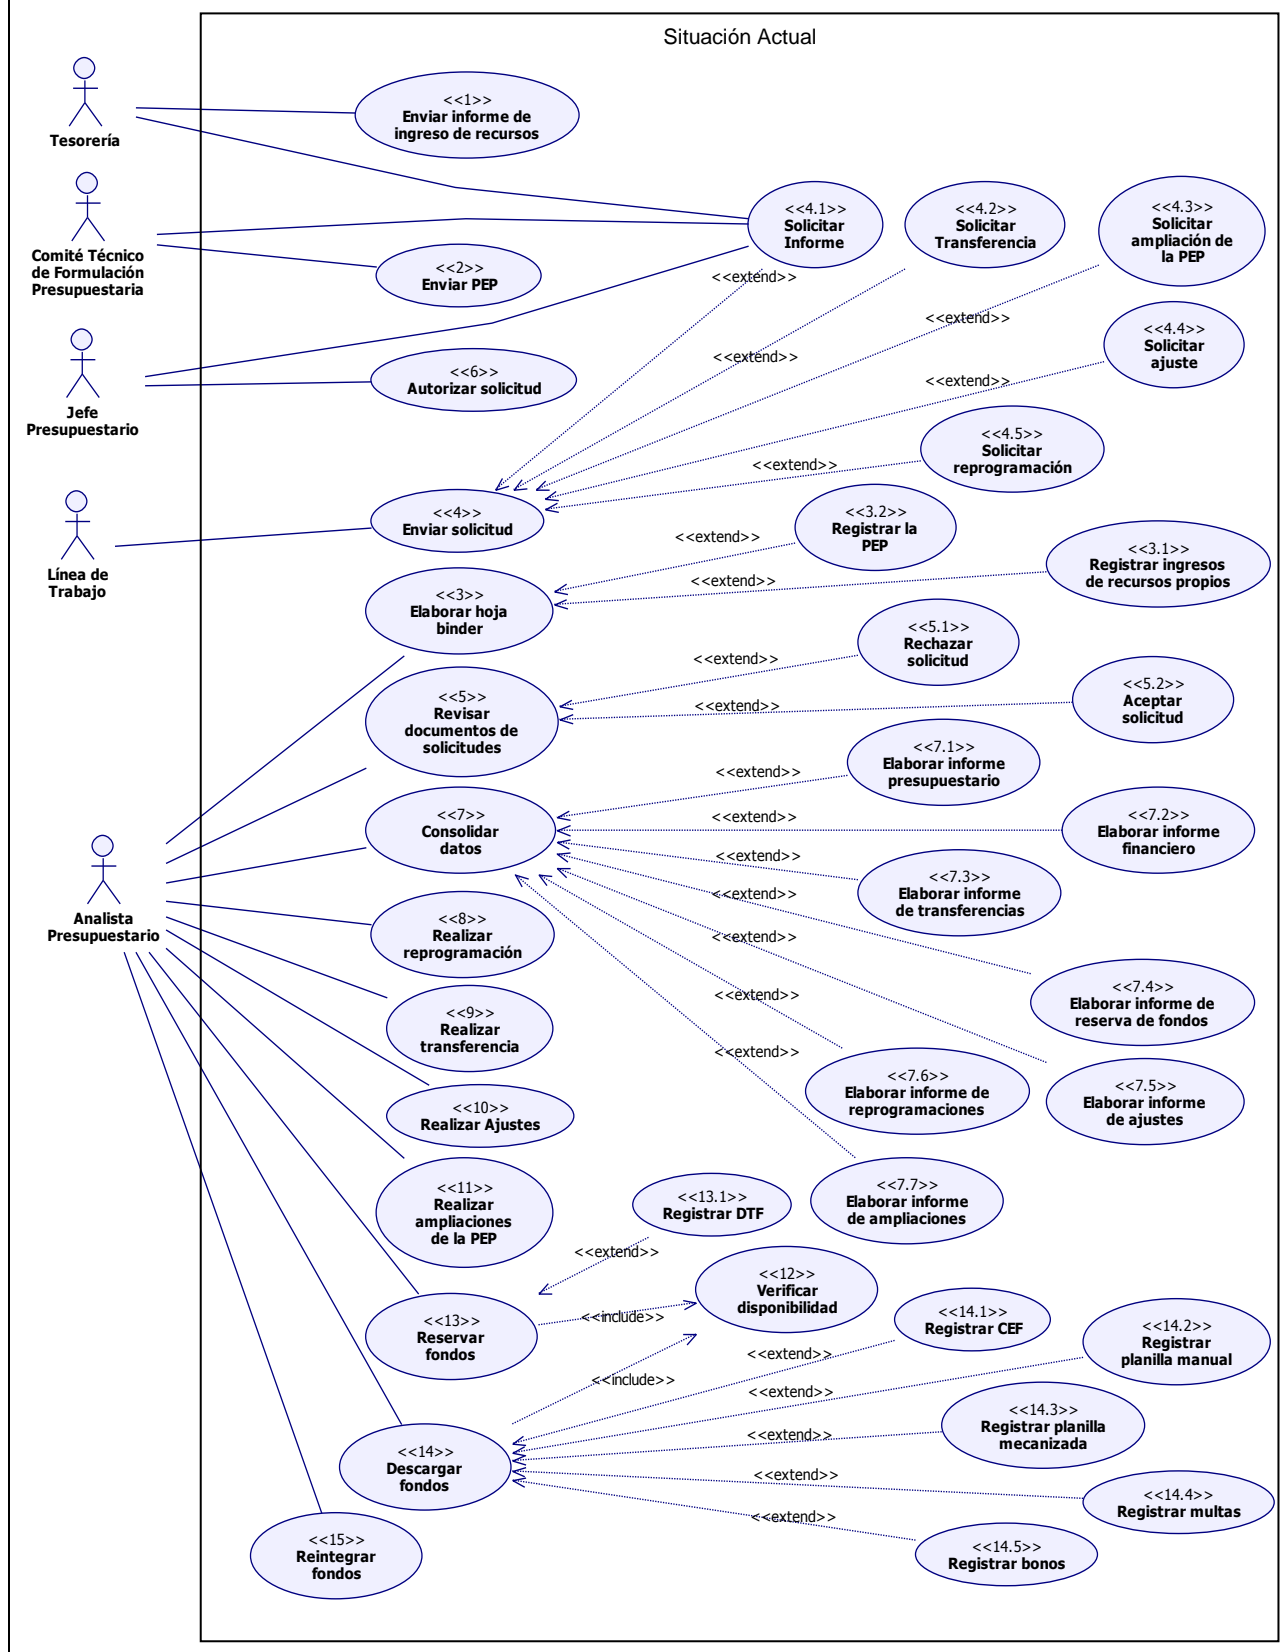 Situación Actual
Tesorería
<<1>>
Enviar informe de
ingreso de recursos
Comité Técnico
de Formulación
Presupuestaria
<<2>>
Enviar PEP
<<4.1>>
Solicitar
Informe
<<4.2>>
Solicitar
Transferencia
<<4.3>>
Solicitar
ampliación de
la PEP
<<extend>>
<<extend>>
<<4.4>>
Solicitar
ajuste
Jefe
Presupuestario
<<6>>
Autorizar solicitud
<<extend>>
<<extend>>
<<4.5>>
Solicitar
reprogramación
<<extend>>
Línea de
Trabajo
<<4>>
Enviar solicitud
<<3.2>>
Registrar la
PEP
<<extend>>
<<3.1>>
Registrar ingresos
de recursos propios
<<extend>>
<<3>>
Elaborar hoja
binder
<<5.1>>
Rechazar
solicitud
<<extend>>
<<5>>
Revisar
documentos de
solicitudes
<<5.2>>
Aceptar
solicitud
<<extend>>
<<7.1>>
Elaborar informe
presupuestario
<<extend>>
<<7>>
Consolidar
datos
<<extend>>
<<7.2>>
Elaborar informe
financiero
<<extend>>
<<7.3>>
Elaborar informe
de transferencias
<<extend>>
Analista
Presupuestario
<<8>>
Realizar
reprogramación
<<extend>>
<<7.4>>
Elaborar informe de
reserva de fondos
<<extend>>
<<9>>
Realizar
transferencia
<<extend>>
<<7.6>>
Elaborar informe de
reprogramaciones
<<7.5>>
Elaborar informe
de ajustes
<<10>>
Realizar Ajustes
<<11>>
Realizar
ampliaciones
de la PEP
<<7.7>>
Elaborar informe
de ampliaciones
<<13.1>>
Registrar DTF
<<extend>>
<<12>>
Verificar
disponibilidad
<<13>>
Reservar
fondos
<<include>>
<<14.1>>
Registrar CEF
<<14.2>>
Registrar
planilla manual
<<extend>>
<<include>>
<<extend>>
<<14.3>>
Registrar planilla
mecanizada
<<extend>>
<<14>>
Descargar
fondos
<<extend>>
<<14.4>>
Registrar multas
<<extend>>
<<15>>
Reintegrar
fondos
<<14.5>>
Registrar bonos